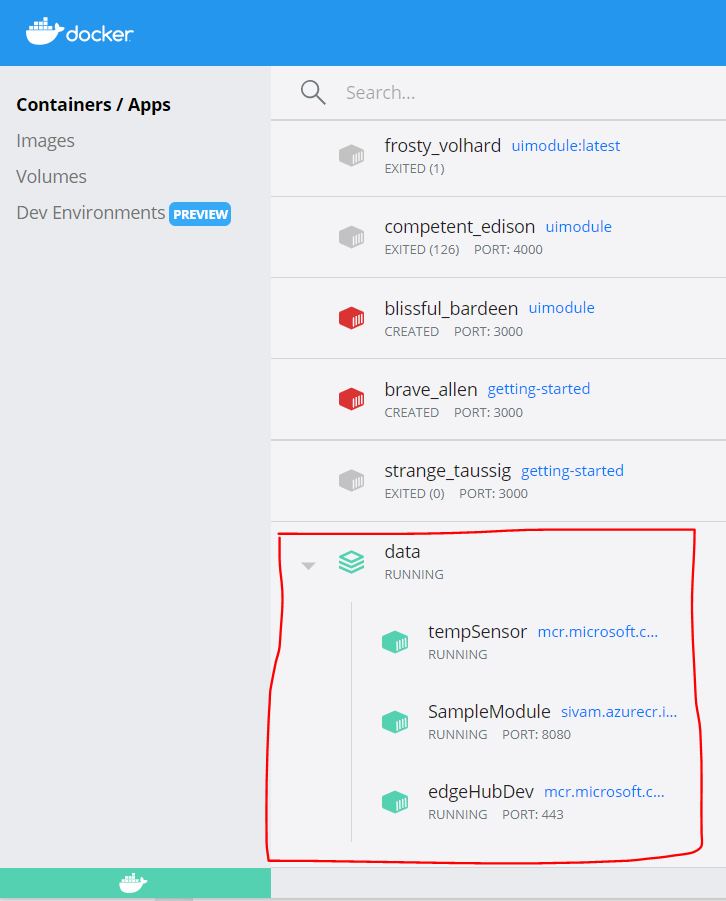 docker
Containers / Apps
Images
Volumes
Dev Environments PREVIEW
Search...
frosty_volhard uimodule:latest
EXITED (1)
competent_edison uimodule
EXITED (126) PORT: 4000
blissful_bardeen uimodule
CREATED PORT: 3000
brave_allen getting-started
CREATED PORT: 3000
strange_taussig getting-started
EXITED (0) PORT: 3000
data
RUNNING
tempSensor mcr.microsoft.c...
RUNNING
SampleModule sivam.azurecr.i...
RUNNING PORT: 8080
edgeHubDev mcr.microsoft.c...
RUNNING PORT: 443